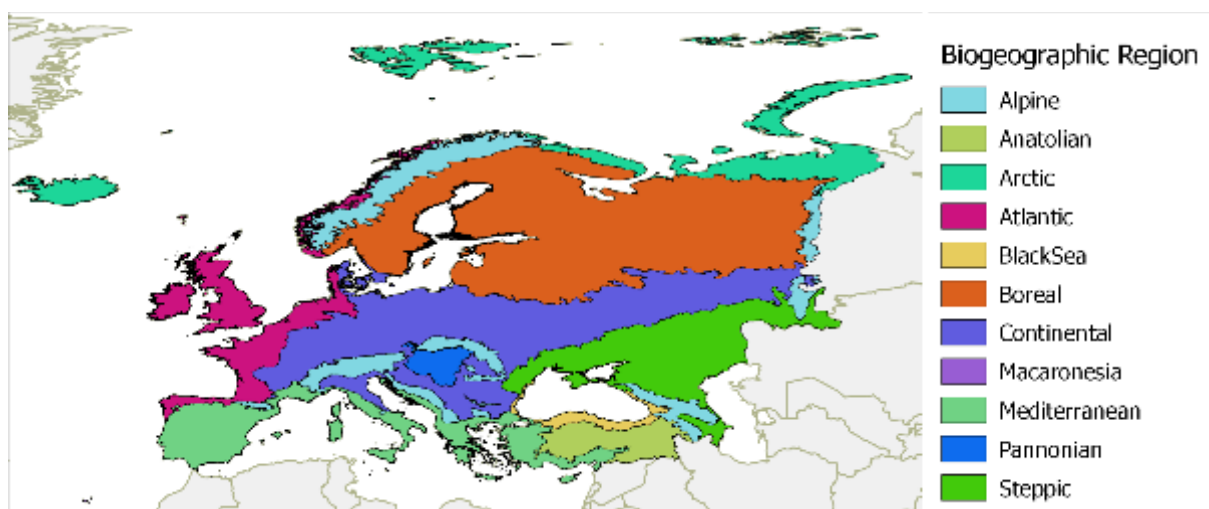 Biogeographic Region
Alpine
Anatolian
Arctic
Atlantic
BlackSea
Boreal
Continental
Macaronesia
Mediterranean
Pannonian
Steppic